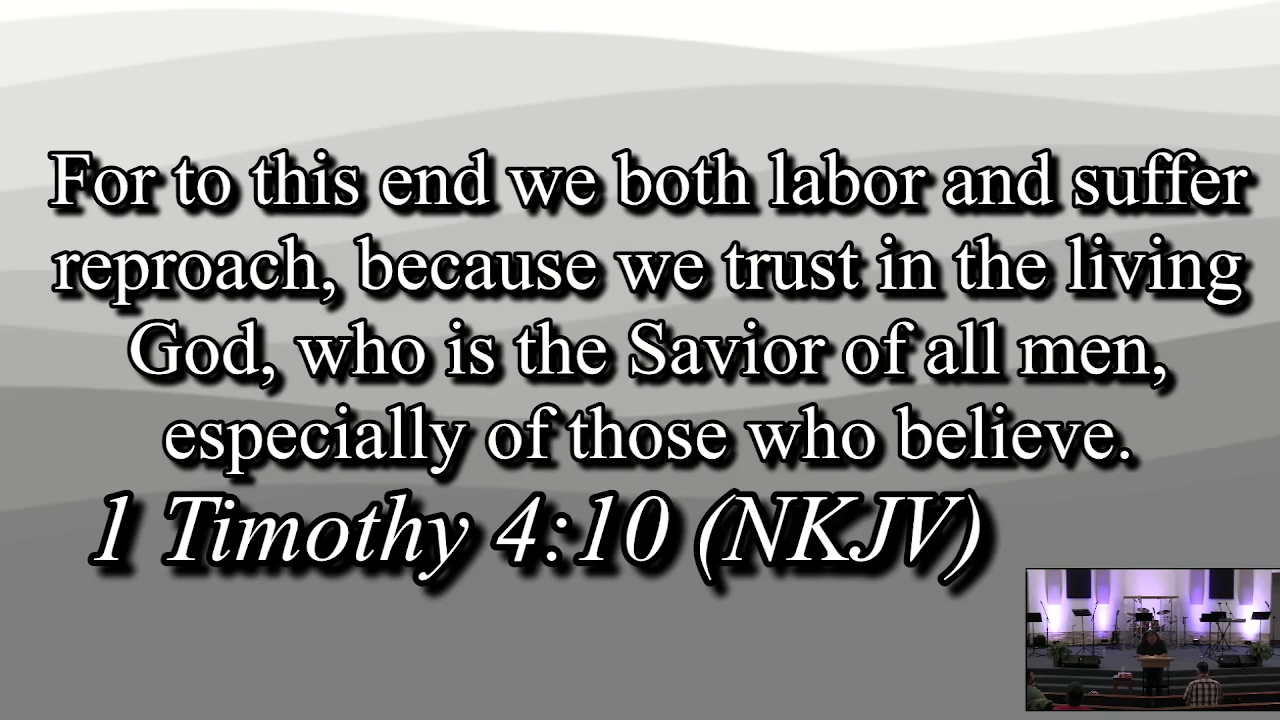 For to this end we both labor and suffer
reproach, because we trust in the living
God, who is the Savior of all men,
especially of those who believe.
1 Timothy 4:10 (NKJV)